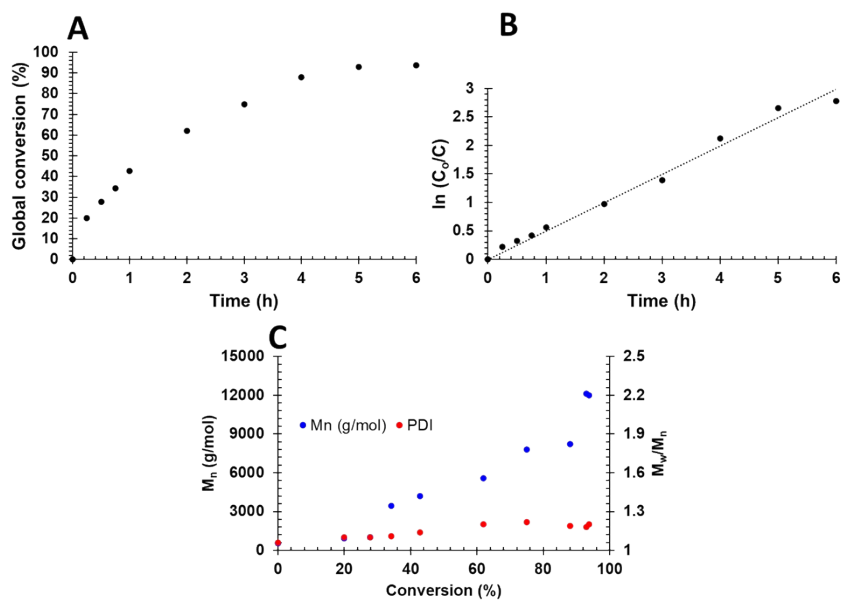 A
Global conversion (%)
100
90
80
70
60
50
40
30
20
10
0
0 1 2 3 4 5 6
Time (h)
B
ln (C₀/C)
3
2.5
2
1.5
1
0.5
0
0 1 2 3 4 5 6
Time (h)
C
Mₙ (g/mol)
15000
12000
9000
6000
3000
0
Mn (g/mol) PDI
2.5
2.2
1.9
1.6
1.3
1
M_w/Mₙ
0 20 40 60 80 100
Conversion (%)